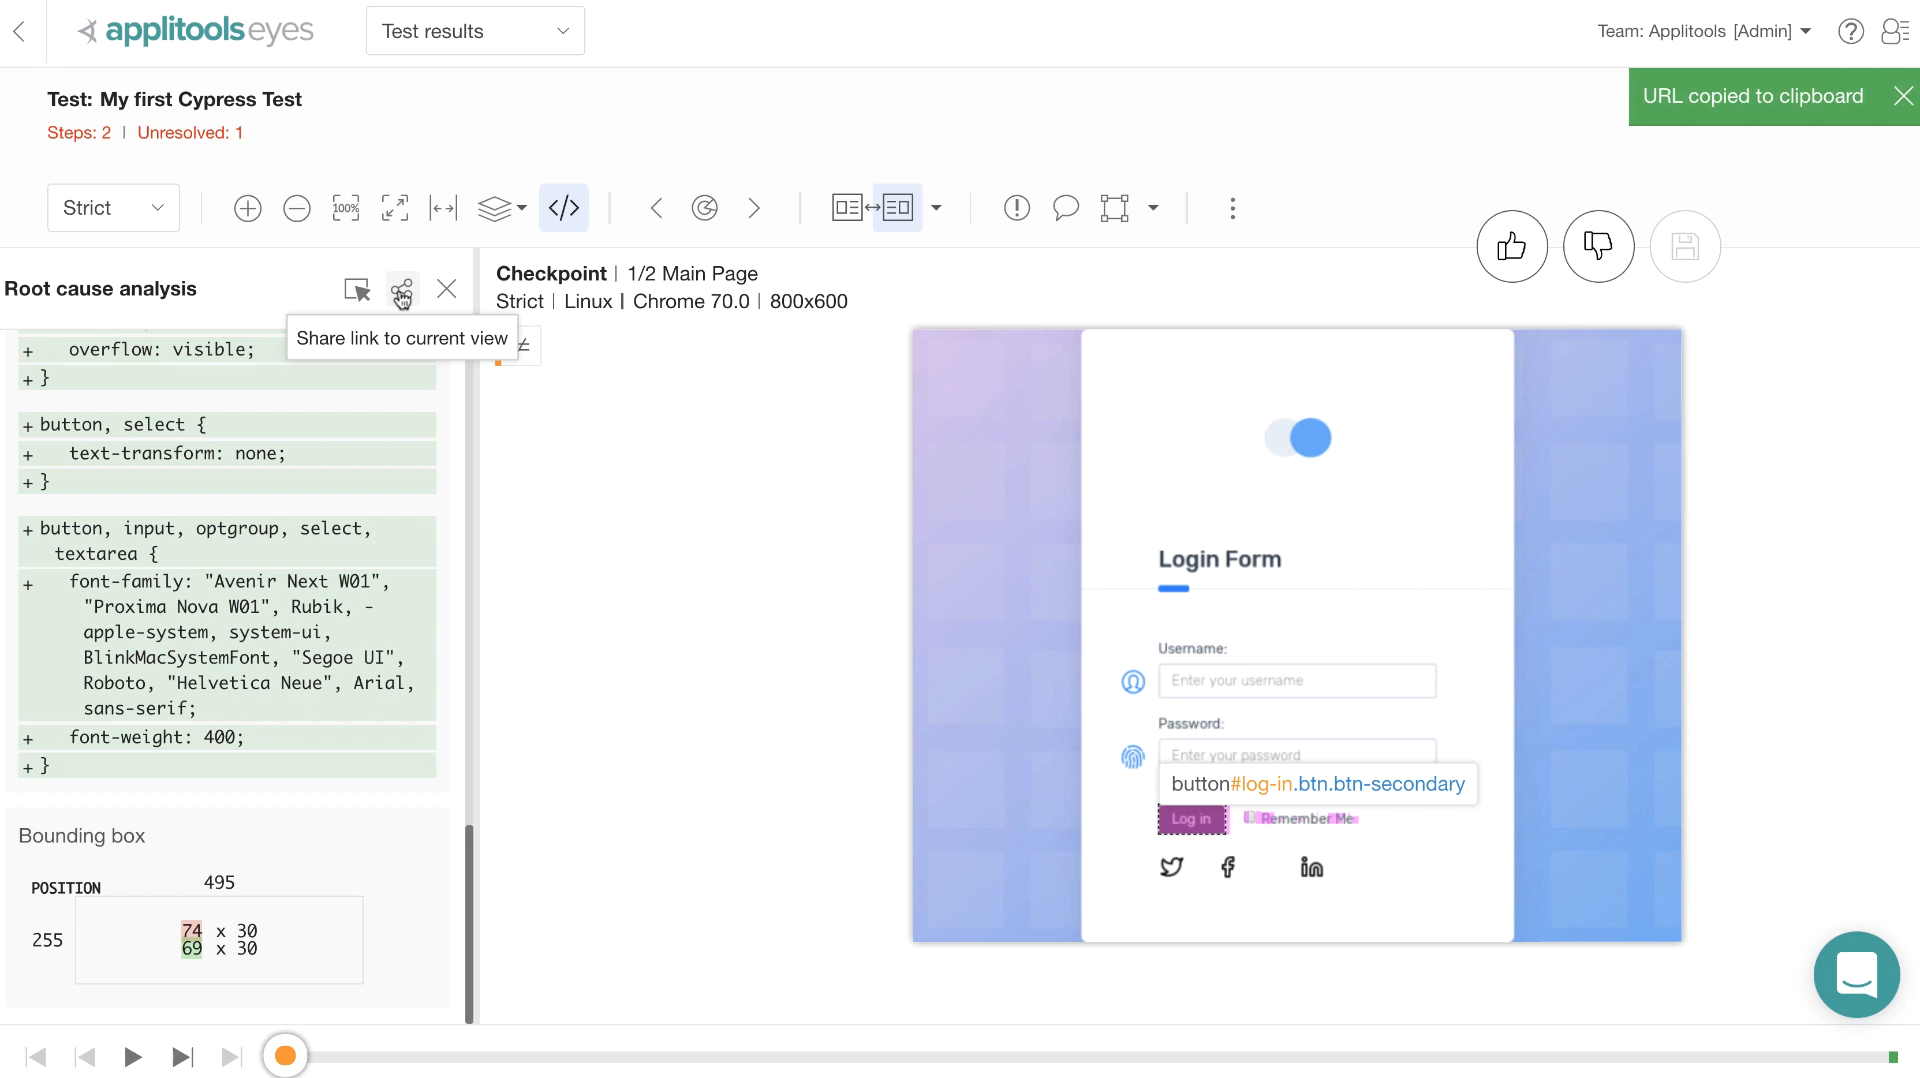 applitools eyes
Test results
Team: Applitools [Admin]
?
Test: My first Cypress Test
URL copied to clipboard
Steps: 2 | Unresolved: 1
Strict
100%
</>
Root cause analysis
Share link to current view
Checkpoint | 1/2 Main Page
Strict | Linux | Chrome 70.0 | 800x600
≠
+ overflow: visible;
+ }
+ button, select {
+ text-transform: none;
+ }
+ button, input, optgroup, select,
textarea {
+ font-family: "Avenir Next W01",
"Proxima Nova W01", Rubik, -
apple-system, system-ui,
BlinkMacSystemFont, "Segoe UI",
Roboto, "Helvetica Neue", Arial,
sans-serif;
+ font-weight: 400;
+ }
Bounding box
POSITION
495
255
74 x 30
69 x 30
Login Form
Username:
Enter your username
Password:
Enter your password
button#log-in.btn.btn-secondary
Log in
Remember Me